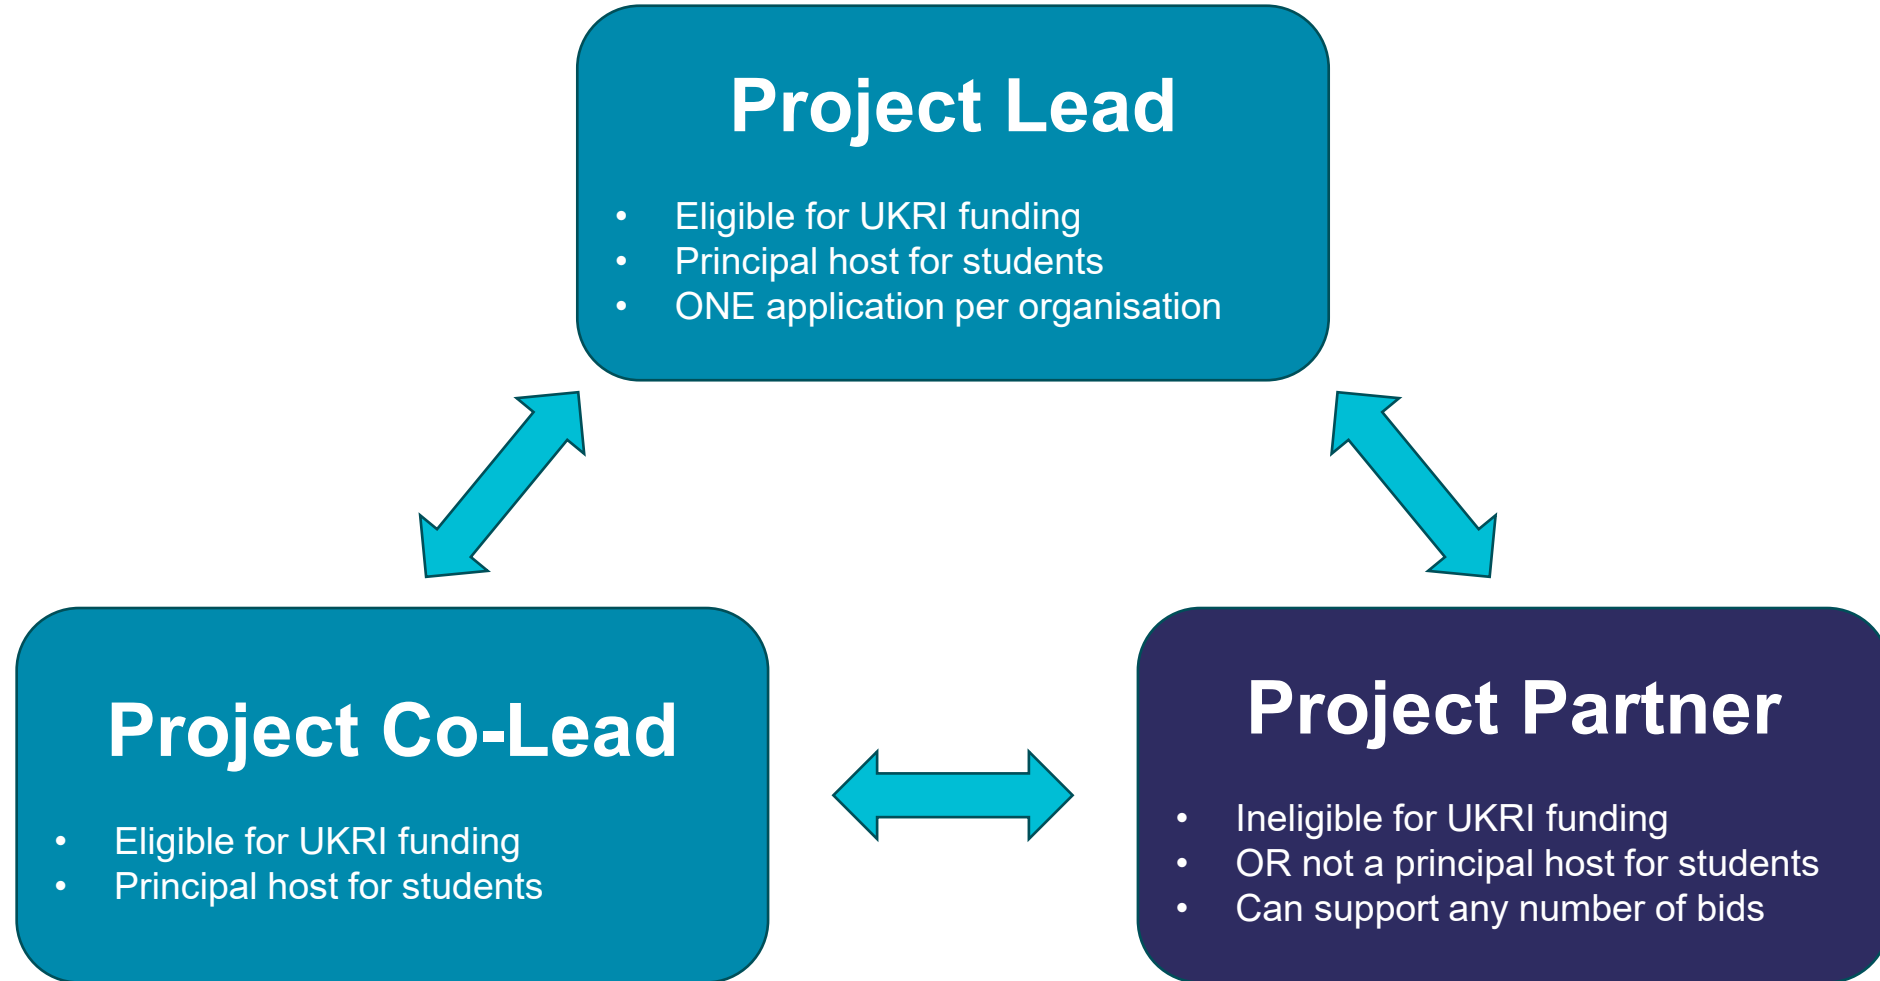 Project Lead
• Eligible for UKRI funding
• Principal host for students
• ONE application per organisation
Project Co-Lead
• Eligible for UKRI funding
• Principal host for students
Project Partner
• Ineligible for UKRI funding
• OR not a principal host for students
• Can support any number of bids